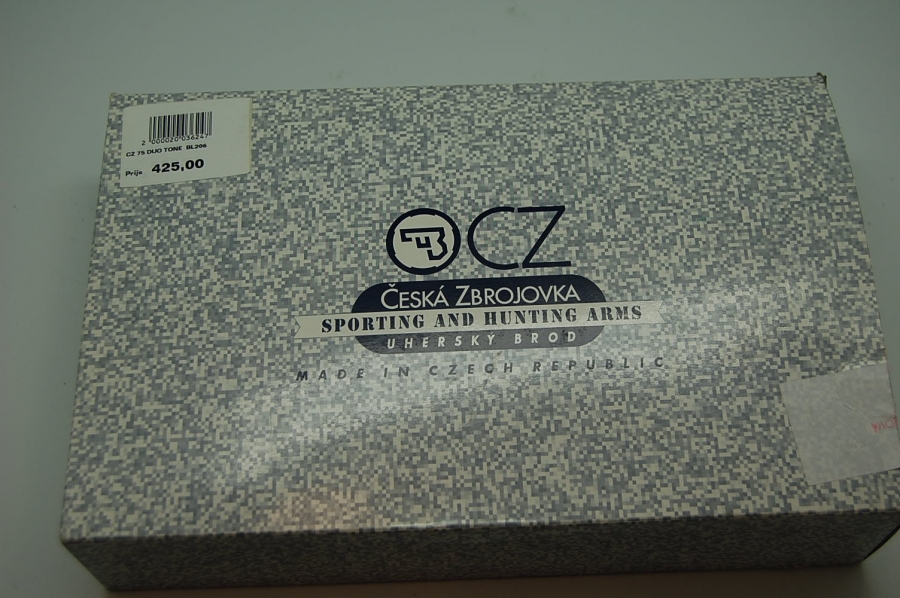 2 000020 036247
CZ 75 DUO TONE BL206
Prijs 425,00
CZ
ČESKÁ ZBROJOVKA
SPORTING AND HUNTING ARMS
UHERSKÝ BROD
MADE IN CZECH REPUBLIC